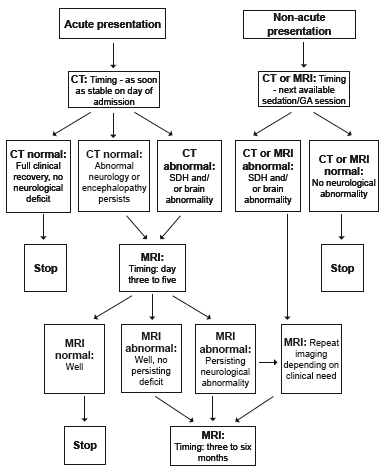 Acute presentation
Non-acute
presentation
CT: Timing - as soon
as stable on day of
admission
CT or MRI: Timing
- next available
sedation/GA session
CT normal:
Full clinical
recovery, no
neurological
deficit
CT normal:
Abnormal
neurology or
encephalopathy
persists
CT
abnormal:
SDH and/
or brain
abnormality
CT or MRI
abnormal:
SDH and/
or brain
abnormality
CT or MRI
normal:
No neurological
abnormality
Stop
MRI:
Timing: day
three to five
Stop
MRI
normal:
Well
MRI
abnormal:
Well, no
persisting
deficit
MRI
abnormal:
Persisting
neurological
abnormality
MRI: Repeat
imaging
depending on
clinical need
Stop
MRI:
Timing: three to six
months